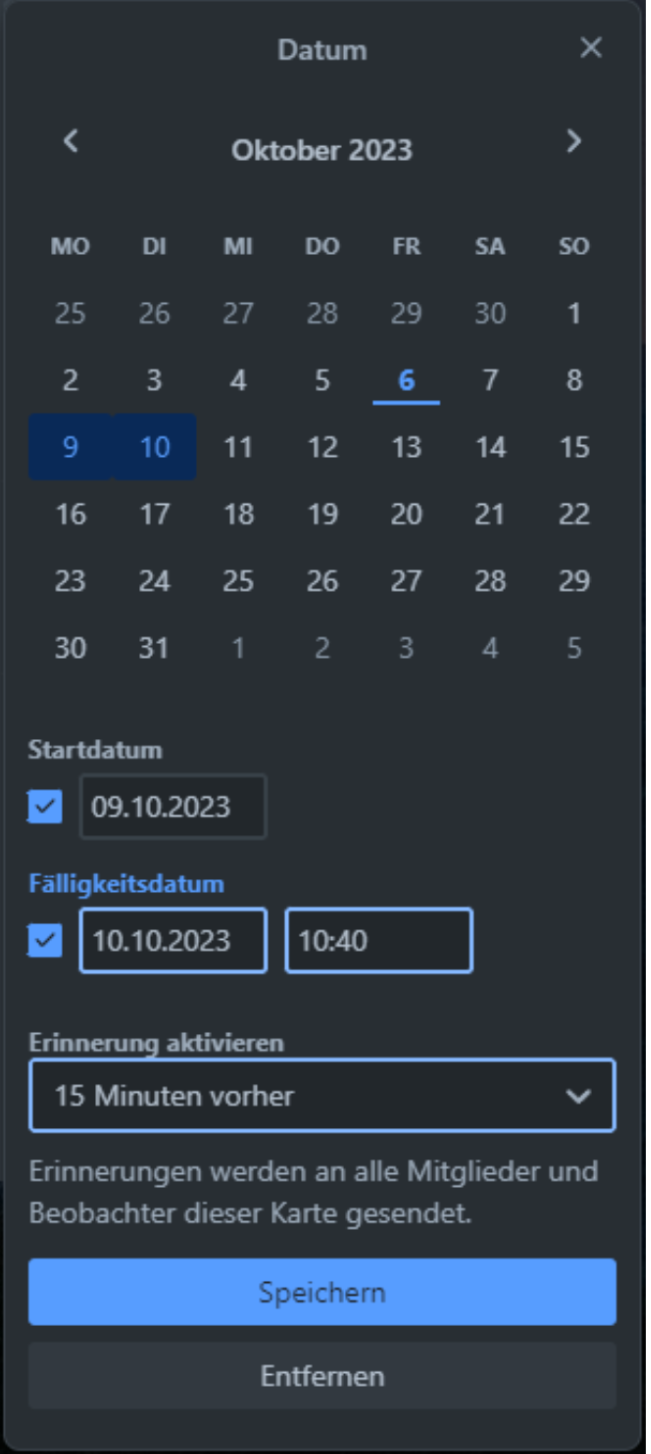 Datum
Oktober 2023
MO DI MI DO FR SA SO
25 26 27 28 29 30 1
2 3 4 5 6 7 8
9 10 11 12 13 14 15
16 17 18 19 20 21 22
23 24 25 26 27 28 29
30 31 1 2 3 4 5
Startdatum
09.10.2023
Fälligkeitsdatum
10.10.2023 10:40
Erinnerung aktivieren
15 Minuten vorher
Erinnerungen werden an alle Mitglieder und
Beobachter dieser Karte gesendet.
Speichern
Entfernen